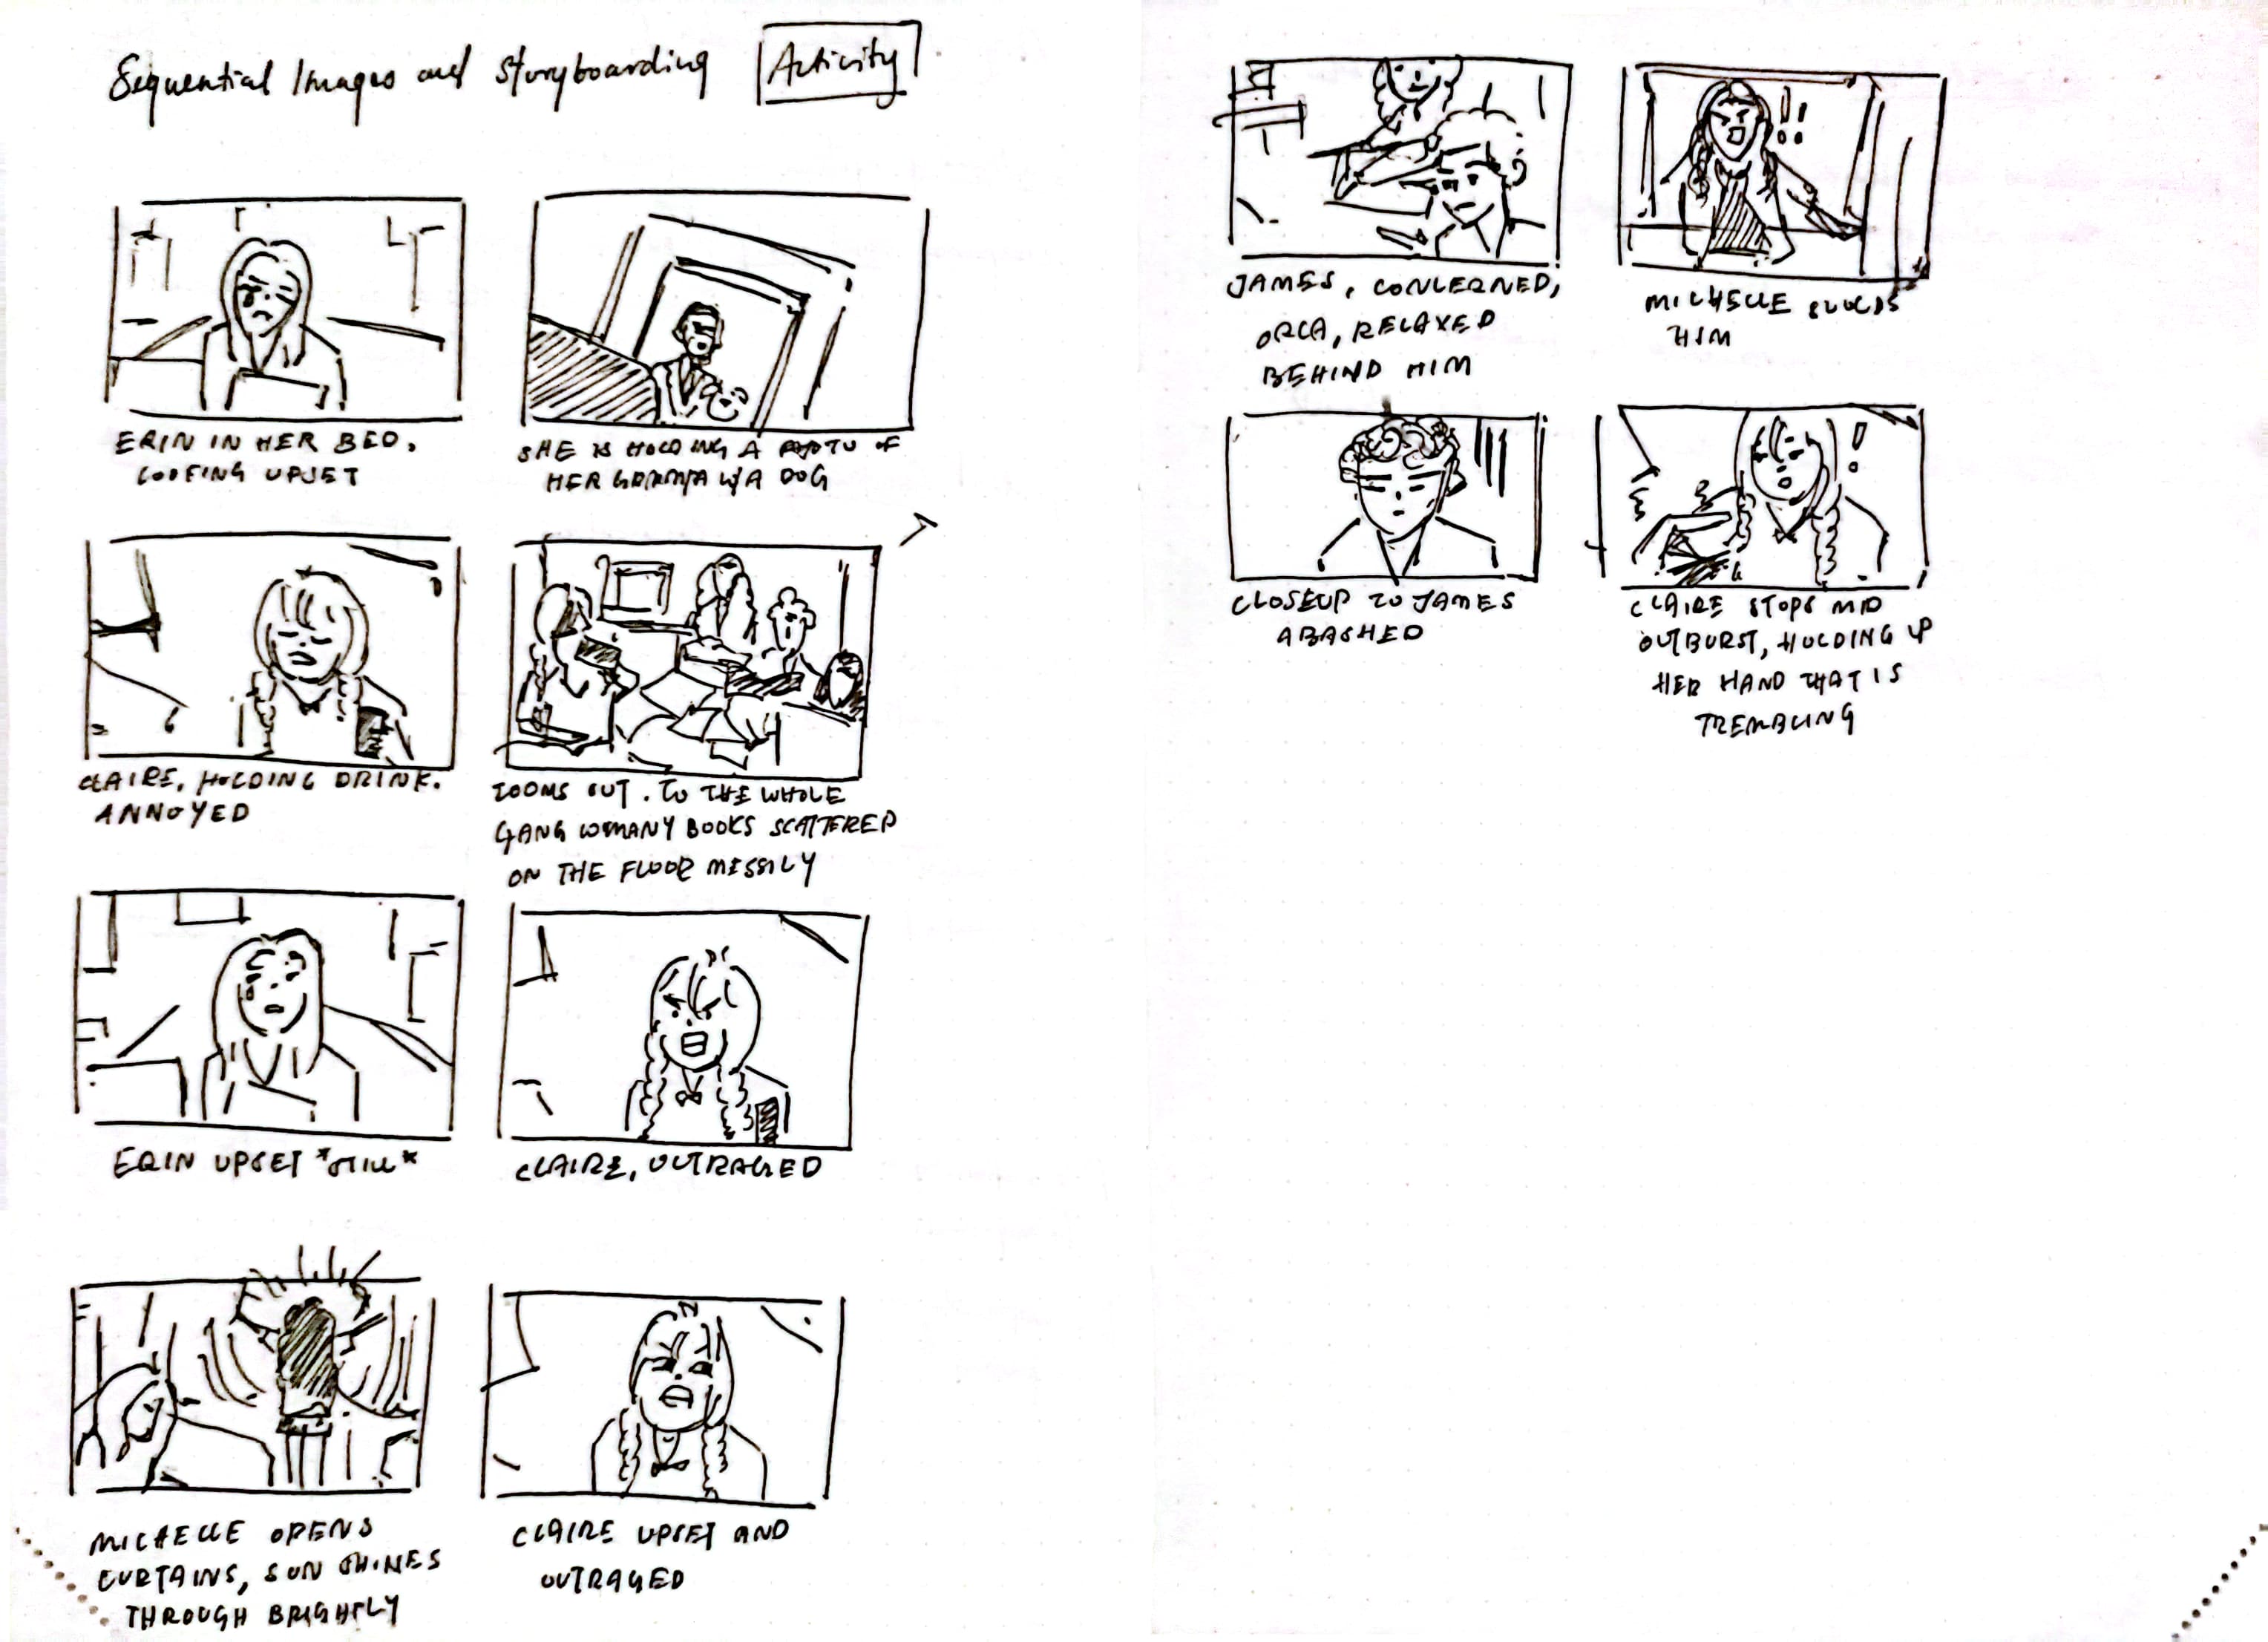 Sequential Images and Storyboarding Activity
ERIN IN HER BED,
LOOKING UPSET
SHE IS HOLDING A PHOTO OF
HER GRANMPA W/A DOG
CLAIRE, HOLDING DRINK.
ANNOYED
ZOOMS OUT. TO THE WHOLE
GANG W MANY BOOKS SCATTERED
ON THE FLOOR MESSILY
ERIN UPSET *STILL*
CLAIRE, OUTRAGED
MICHELLE OPENS
CURTAINS, SUN SHINES
THROUGH BRIGHTLY
CLAIRE UPSET AND
OUTRAGED
JAMES, CONCERNED,
ORLA, RELAXED
BEHIND HIM
!!
MICHELLE SCOLDS
HIM
CLOSEUP TO JAMES
ABASHED
!
CLAIRE STOPS MID
OUTBURST, HOLDING UP
HER HAND THAT IS
TREMBLING